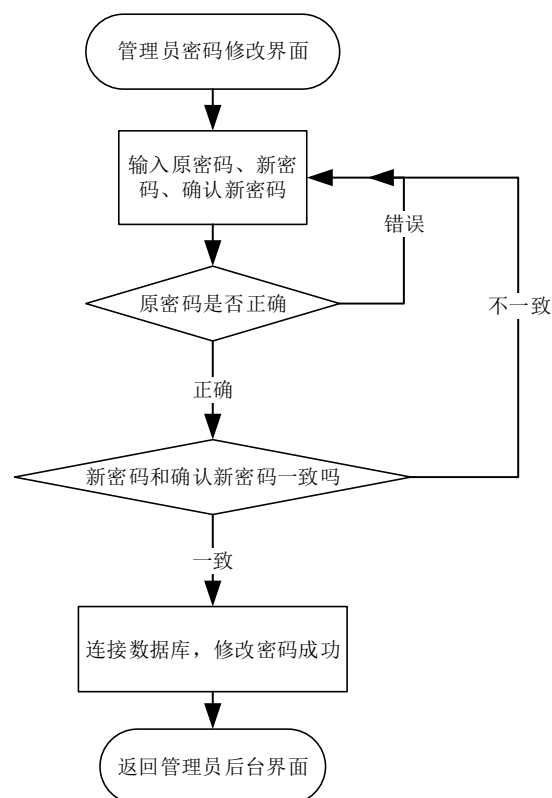 管理员密码修改界面
输入原密码、新密
码、确认新密码
错误
原密码是否正确
不一致
正确
新密码和确认新密码一致吗
一致
连接数据库，修改密码成功
返回管理员后台界面